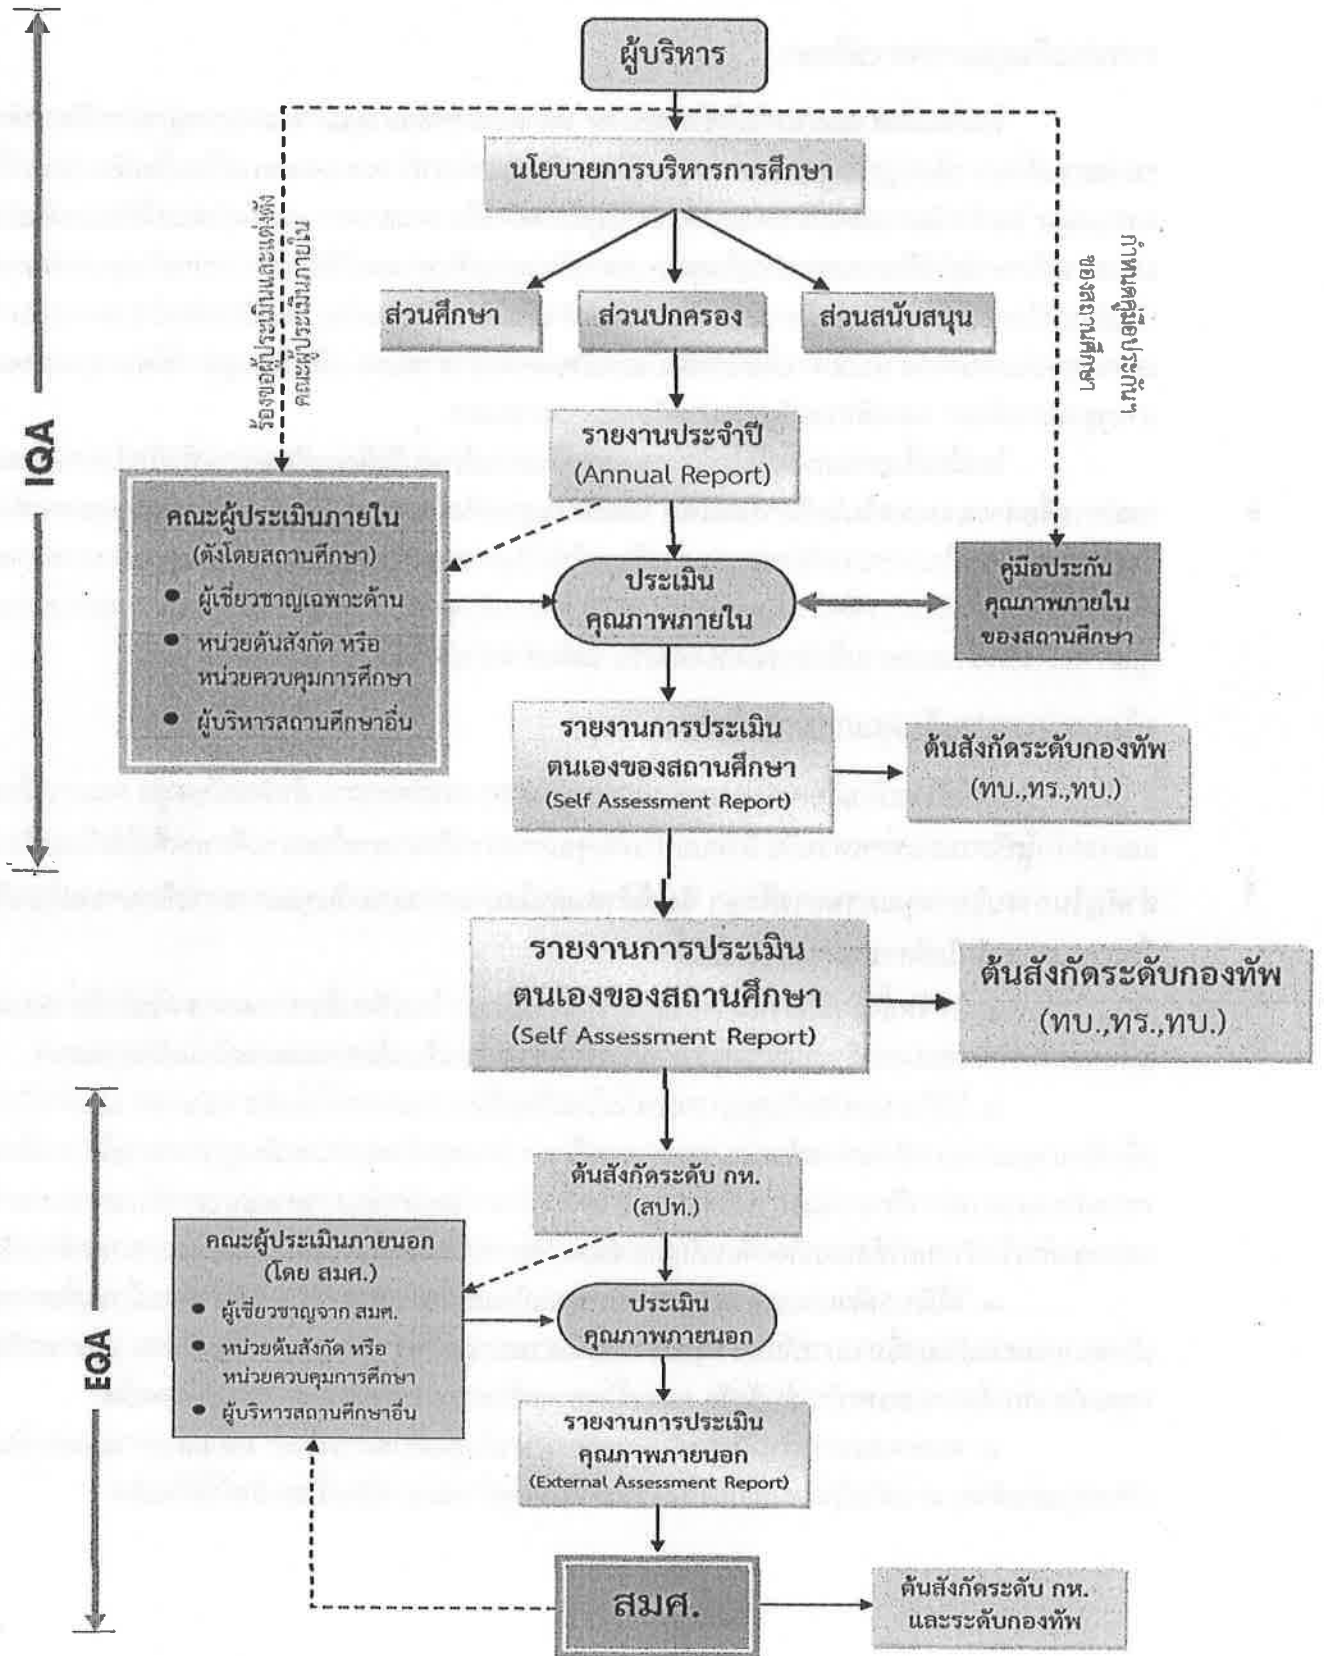 ผู้บริหาร
นโยบายการบริหารการศึกษา
ร้องขอผู้ประเมินและแต่งตั้ง
คณะผู้ประเมินภายใน
กำหนดคู่มือประกันฯ
ของสถานศึกษา
ส่วนศึกษา
ส่วนปกครอง
ส่วนสนับสนุน
IQA
รายงานประจำปี
(Annual Report)
คณะผู้ประเมินภายใน
(ตั้งโดยสถานศึกษา)
● ผู้เชี่ยวชาญเฉพาะด้าน
● หน่วยต้นสังกัด หรือ
หน่วยควบคุมการศึกษา
● ผู้บริหารสถานศึกษาอื่น
ประเมิน
คุณภาพภายใน
คู่มือประกัน
คุณภาพภายใน
ของสถานศึกษา
รายงานการประเมิน
ตนเองของสถานศึกษา
(Self Assessment Report)
ต้นสังกัดระดับกองทัพ
(ทบ.,ทร.,ทบ.)
รายงานการประเมิน
ตนเองของสถานศึกษา
(Self Assessment Report)
ต้นสังกัดระดับกองทัพ
(ทบ.,ทร.,ทบ.)
EQA
ต้นสังกัดระดับ กห.
(สปท.)
คณะผู้ประเมินภายนอก
(โดย สมศ.)
● ผู้เชี่ยวชาญจาก สมศ.
● หน่วยต้นสังกัด หรือ
หน่วยควบคุมการศึกษา
● ผู้บริหารสถานศึกษาอื่น
ประเมิน
คุณภาพภายนอก
รายงานการประเมิน
คุณภาพภายนอก
(External Assessment Report)
สมศ.
ต้นสังกัดระดับ กห.
และระดับกองทัพ